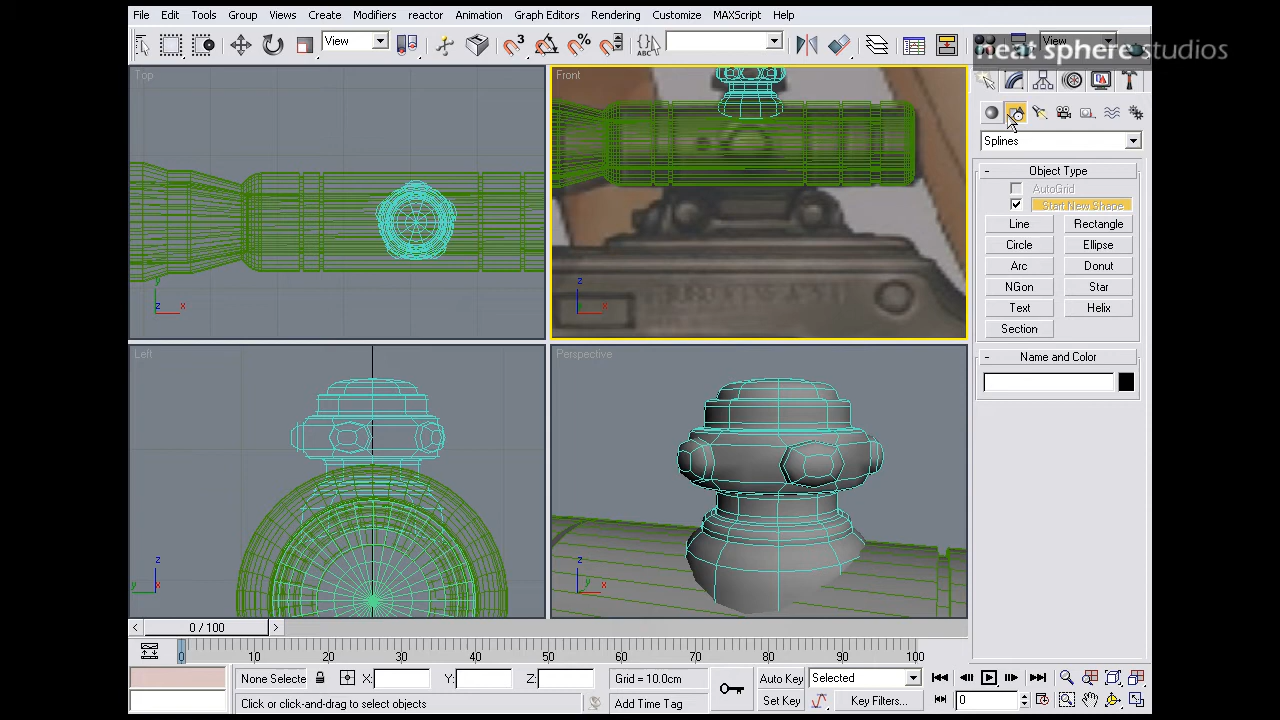 File Edit Tools Group Views Create Modifiers reactor Animation Graph Editors Rendering Customize MAXScript Help
View
3
%
ABC
View
neat sphere studios
Top
Front
Splines
- Object Type
AutoGrid
Start New Shape
Line Rectangle
Circle Ellipse
Arc Donut
NGon Star
Text Helix
Section
- Name and Color
Left
Perspective
z
y
x
z
x
z
y
x
z
y
x
< 0 / 100 >
0 10 20 30 40 50 60 70 80 90 100
None Selecte X: Y: Z: Grid = 10.0cm Auto Key Selected
Click or click-and-drag to select objects Add Time Tag Set Key Key Filters... 0